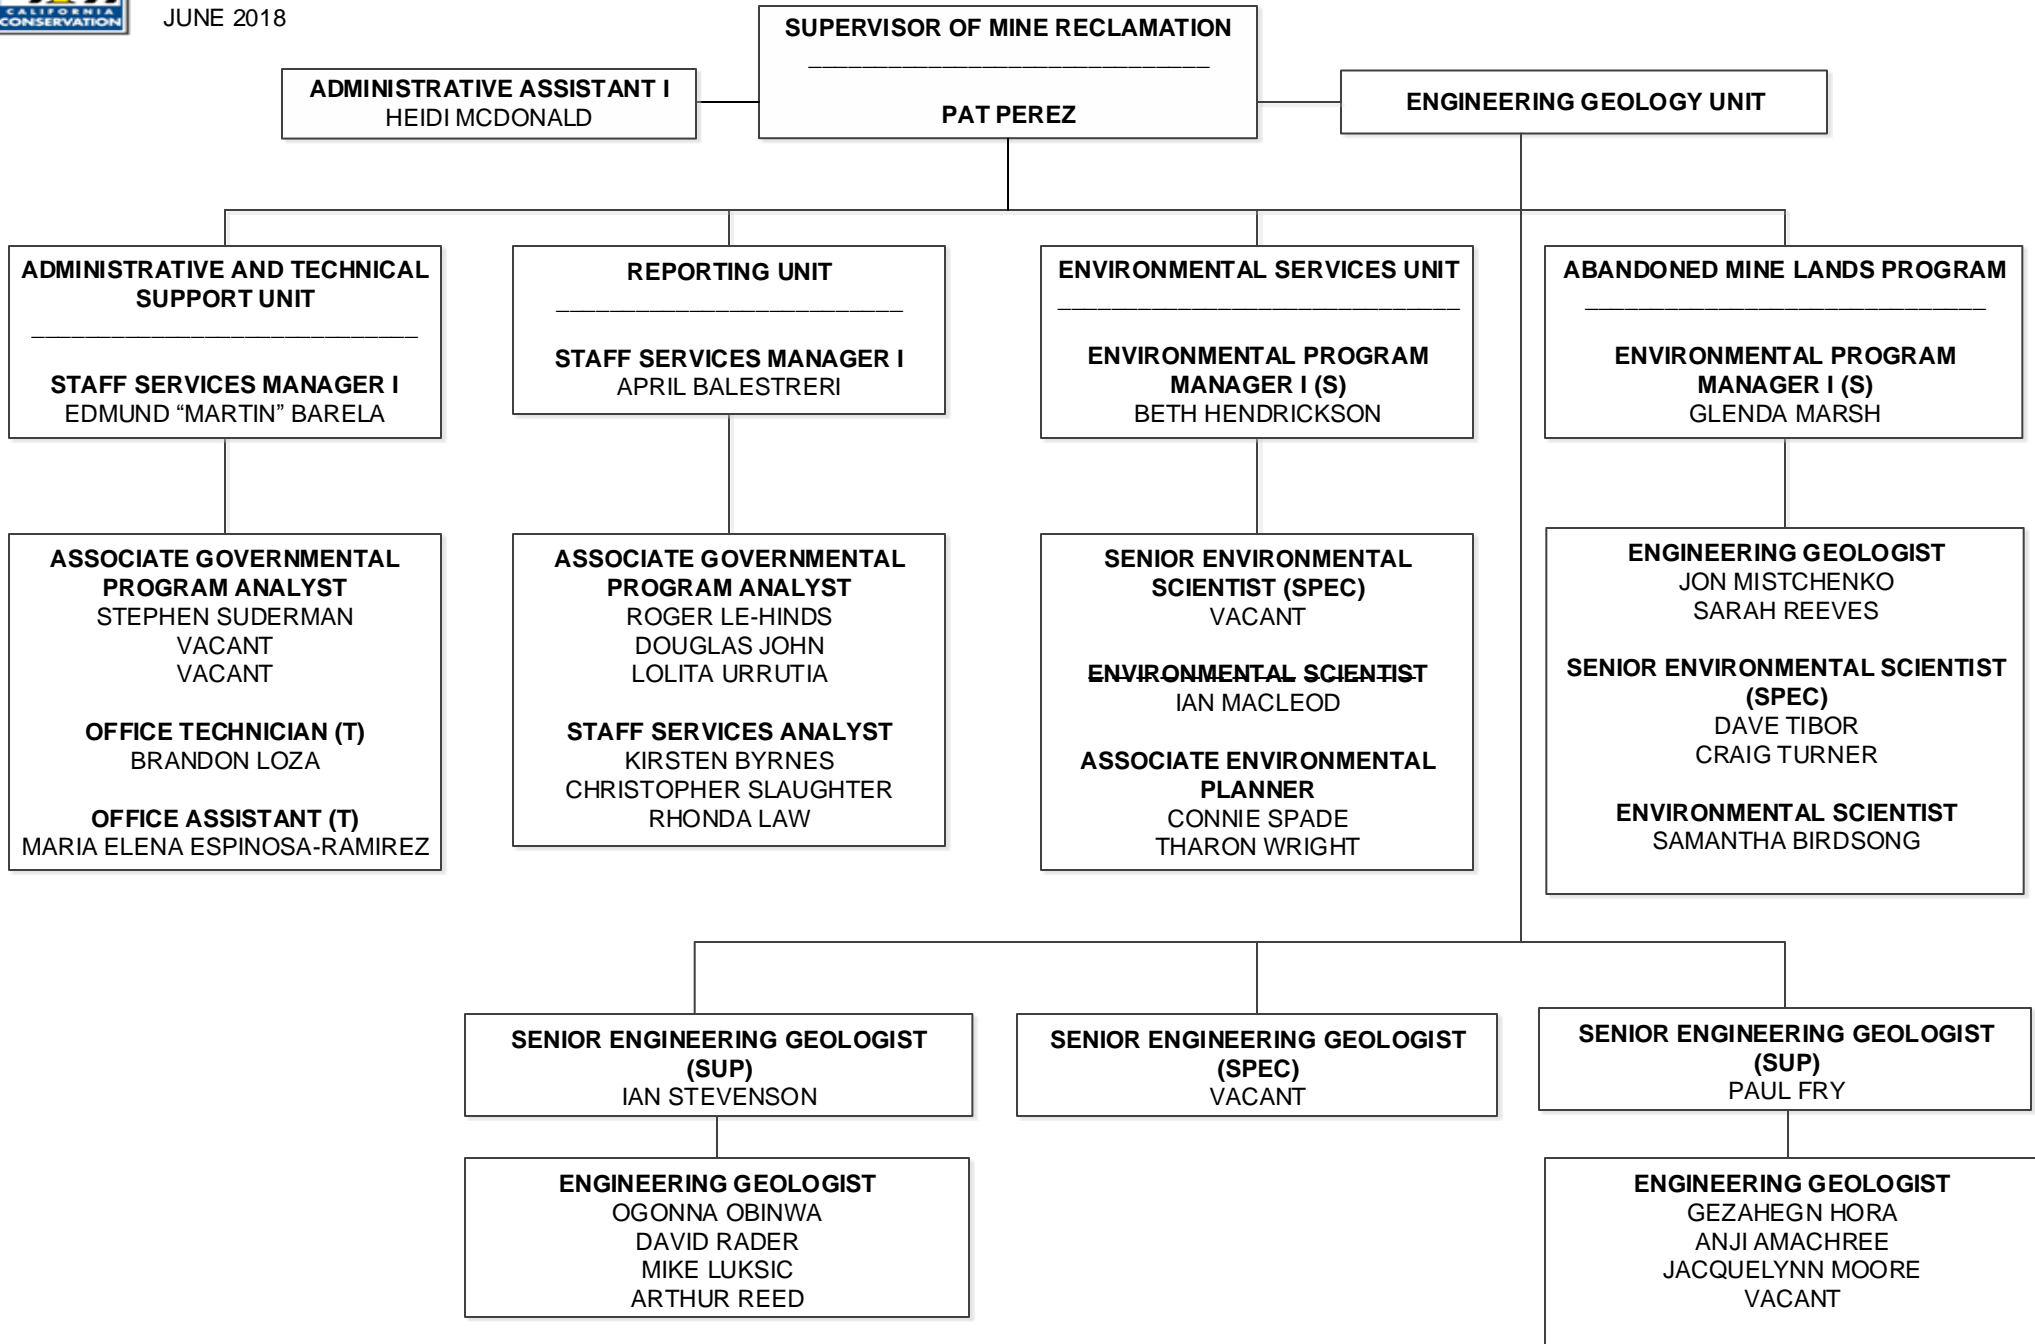 CALIFORNIA
CONSERVATION
JUNE 2018
SUPERVISOR OF MINE RECLAMATION
PAT PEREZ
ADMINISTRATIVE ASSISTANT I
HEIDI MCDONALD
ENGINEERING GEOLOGY UNIT
ADMINISTRATIVE AND TECHNICAL
SUPPORT UNIT
STAFF SERVICES MANAGER I
EDMUND “MARTIN” BARELA
REPORTING UNIT
STAFF SERVICES MANAGER I
APRIL BALESTRERI
ENVIRONMENTAL SERVICES UNIT
ENVIRONMENTAL PROGRAM
MANAGER I (S)
BETH HENDRICKSON
ABANDONED MINE LANDS PROGRAM
ENVIRONMENTAL PROGRAM
MANAGER I (S)
GLENDA MARSH
ASSOCIATE GOVERNMENTAL
PROGRAM ANALYST
STEPHEN SUDERMAN
VACANT
VACANT
OFFICE TECHNICIAN (T)
BRANDON LOZA
OFFICE ASSISTANT (T)
MARIA ELENA ESPINOSA-RAMIREZ
ASSOCIATE GOVERNMENTAL
PROGRAM ANALYST
ROGER LE-HINDS
DOUGLAS JOHN
LOLITA URRUTIA
STAFF SERVICES ANALYST
KIRSTEN BYRNES
CHRISTOPHER SLAUGHTER
RHONDA LAW
SENIOR ENVIRONMENTAL
SCIENTIST (SPEC)
VACANT
ENVIRONMENTAL SCIENTIST
IAN MACLEOD
ASSOCIATE ENVIRONMENTAL
PLANNER
CONNIE SPADE
THARON WRIGHT
ENGINEERING GEOLOGIST
JON MISTCHENKO
SARAH REEVES
SENIOR ENVIRONMENTAL SCIENTIST
(SPEC)
DAVE TIBOR
CRAIG TURNER
ENVIRONMENTAL SCIENTIST
SAMANTHA BIRDSONG
SENIOR ENGINEERING GEOLOGIST
(SUP)
IAN STEVENSON
SENIOR ENGINEERING GEOLOGIST
(SPEC)
VACANT
SENIOR ENGINEERING GEOLOGIST
(SUP)
PAUL FRY
ENGINEERING GEOLOGIST
OGONNA OBINWA
DAVID RADER
MIKE LUKSIC
ARTHUR REED
ENGINEERING GEOLOGIST
GEZAHEGN HORA
ANJI AMACHREE
JACQUELYNN MOORE
VACANT